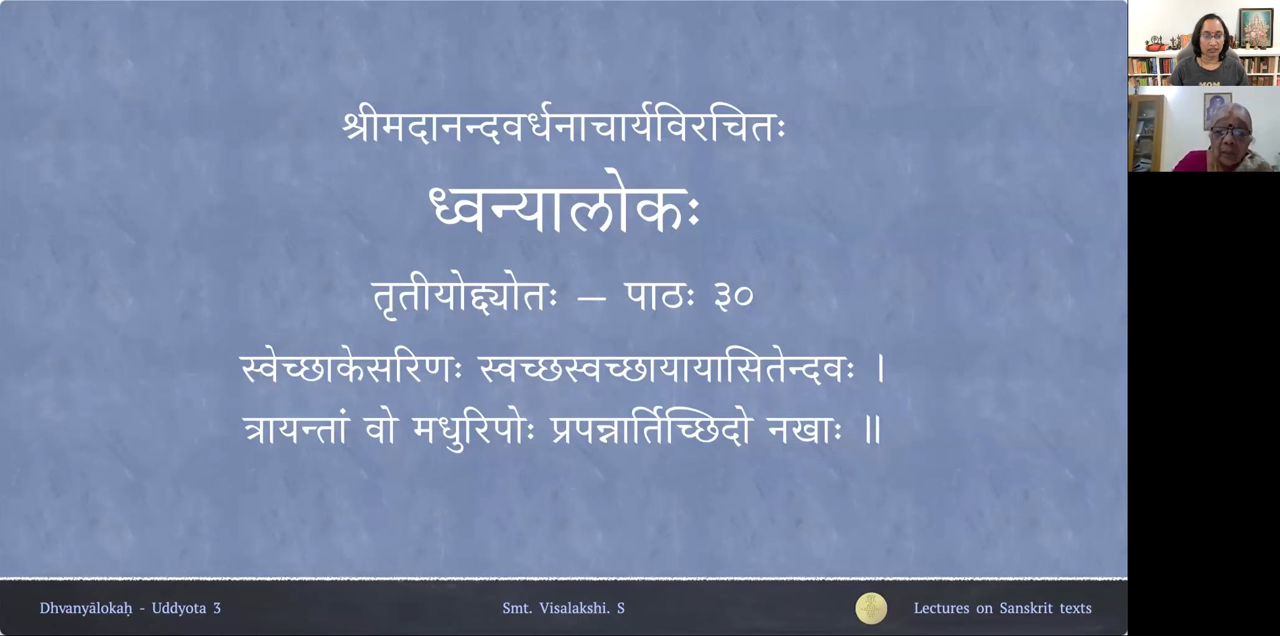 श्रीमदानन्दवर्धनाचार्यविरचितः
ध्वन्यालोकः
तृतीयोद्द्योतः – पाठः ३०
स्वेच्छाकेसरिणः स्वच्छस्वच्छायायासितेन्दवः ।
त्रायन्तां वो मधुरिपोः प्रपन्नार्तिच्छिदो नखाः ॥
Dhvanyālokaḥ - Uddyota 3
Smt. Visalakshi. S
Lectures on Sanskrit texts
MOM